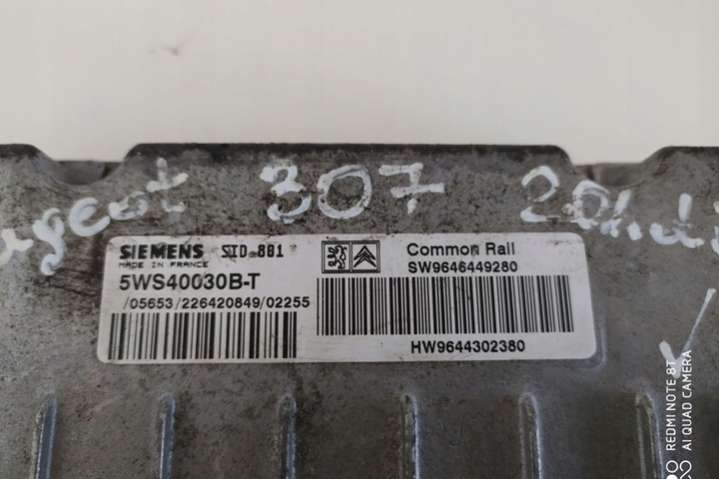 307
SIEMENS SID 801
MADE IN FRANCE
5WS40030B-T
/05653/226420849/02255
Common Rail
SW9646449280
HW9644302380
REDMI NOTE 8T
AI QUAD CAMERA